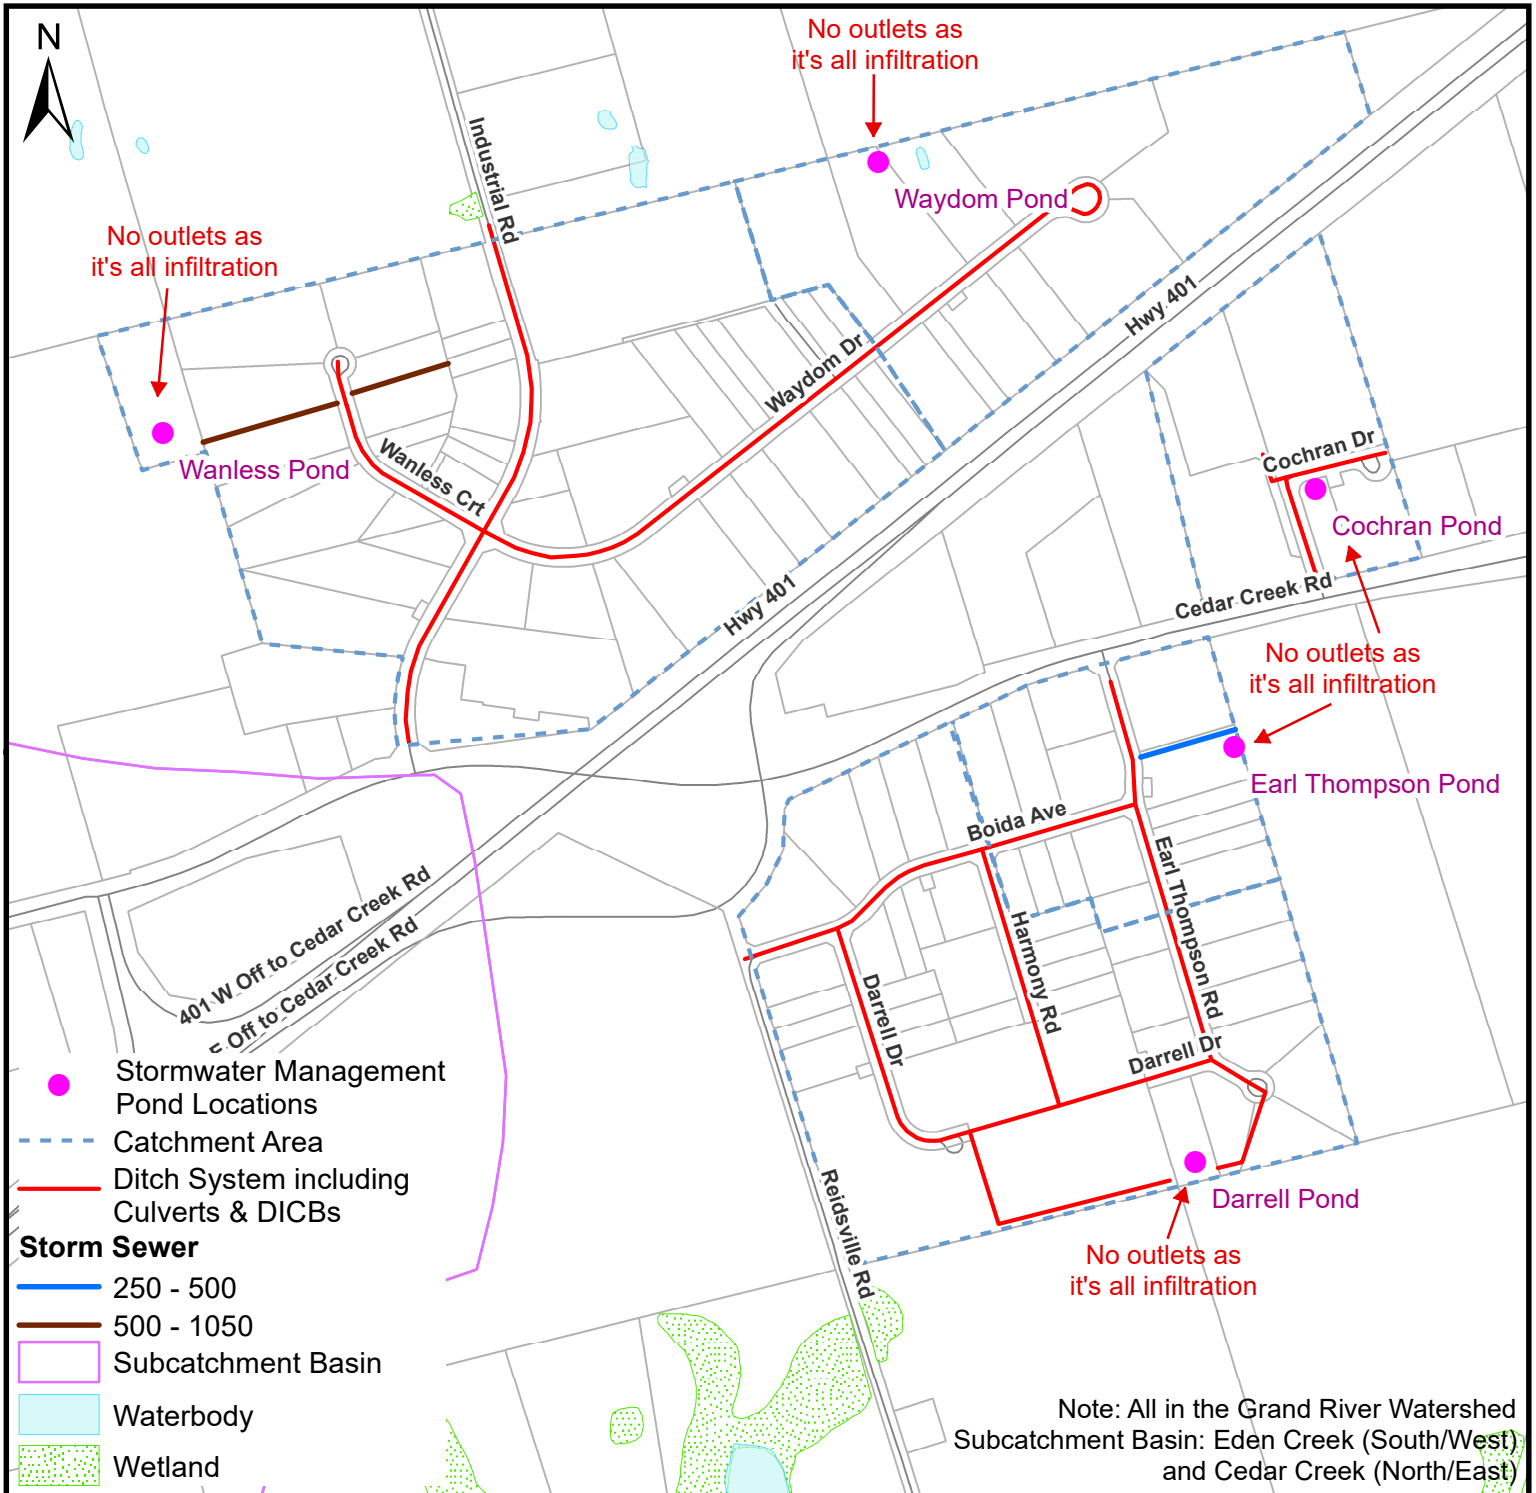 N
No outlets as
it's all infiltration
Industrial Rd
Waydom Pond
No outlets as
it's all infiltration
Hwy 401
Waydom Dr
Wanless Pond
Wanless Crt
Cochran Dr
Cochran Pond
Hwy 401
Cedar Creek Rd
No outlets as
it's all infiltration
Earl Thompson Pond
Boida Ave
Earl Thompson Rd
401 W Off to Cedar Creek Rd
E Off to Cedar Creek Rd
Harmony Rd
Darrell Dr
Darrell Dr
Reidsville Rd
Darrell Pond
No outlets as
it's all infiltration
Stormwater Management
Pond Locations
Catchment Area
Ditch System including
Culverts & DICBs
Storm Sewer
250 - 500
500 - 1050
Subcatchment Basin
Waterbody
Wetland
Note: All in the Grand River Watershed
Subcatchment Basin: Eden Creek (South/West)
and Cedar Creek (North/East)